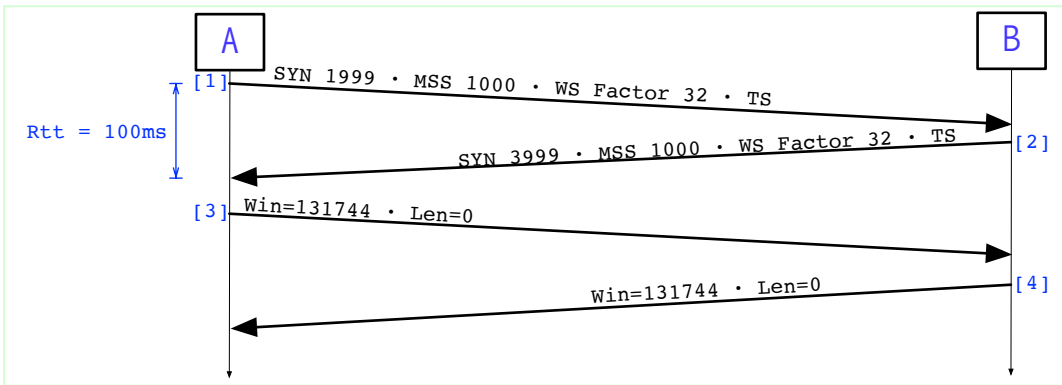 A
B
[1]
SYN 1999 · MSS 1000 · WS Factor 32 · TS
Rtt = 100ms
SYN 3999 · MSS 1000 · WS Factor 32 · TS
[2]
[3]
Win=131744 · Len=0
Win=131744 · Len=0
[4]